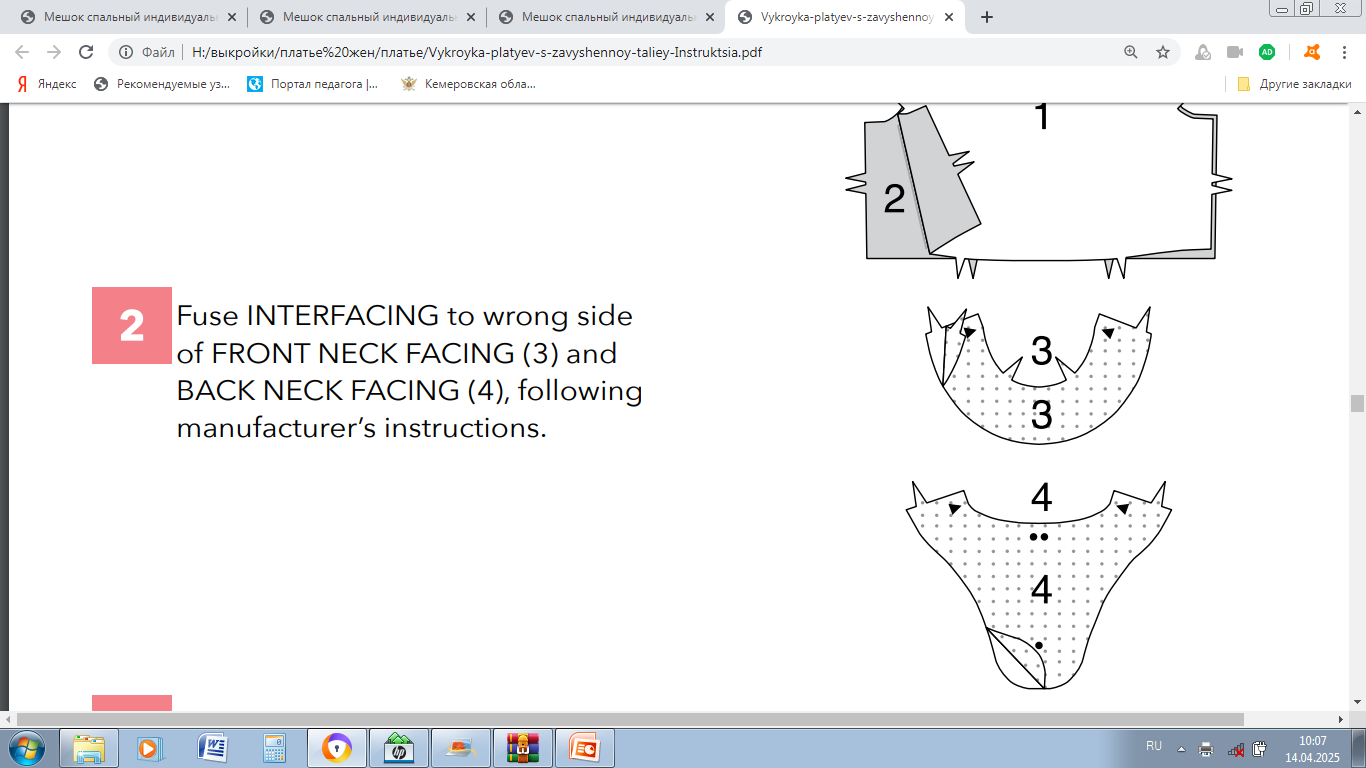 Мешок спальный индивидуаль
Мешок спальный индивидуаль
Мешок спальный индивидуаль
Vykroyka-platyev-s-zavyshennoy
Файл H:/выкройки/платье%20жен/платье/Vykroyka-platyev-s-zavyshennoy-taliey-Instruktsia.pdf
AD
Яндекс
Рекомендуемые уз...
Портал педагога |...
Кемеровская обла...
Другие закладки
1
2
2
Fuse INTERFACING to wrong side
of FRONT NECK FACING (3) and
BACK NECK FACING (4), following
manufacturer's instructions.
3
3
4
4
hp
RU
10:07
14.04.2025